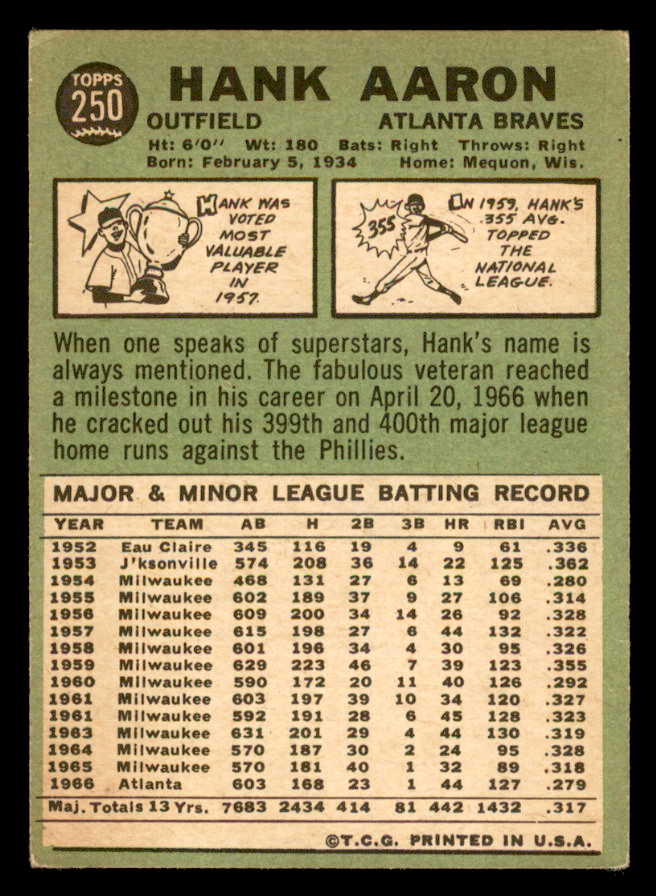 TOPPS
250
HANK AARON
OUTFIELD ATLANTA BRAVES
Ht: 6'0" Wt: 180 Bats: Right Throws: Right
Born: February 5, 1934 Home: Mequon, Wis.
HANK WAS
VOTED
MOST
VALUABLE
PLAYER
IN
1957.
355
IN 1959, HANK'S
.355 AVG.
TOPPED
THE
NATIONAL
LEAGUE.
When one speaks of superstars, Hank's name is
always mentioned. The fabulous veteran reached
a milestone in his career on April 20, 1966 when
he cracked out his 399th and 400th major league
home runs against the Phillies.
MAJOR & MINOR LEAGUE BATTING RECORD
YEAR TEAM AB H 2B 3B HR RBI AVG
1952 Eau Claire 345 116 19 4 9 61 .336
1953 J'ksonville 574 208 36 14 22 125 .362
1954 Milwaukee 468 131 27 6 13 69 .280
1955 Milwaukee 602 189 37 9 27 106 .314
1956 Milwaukee 609 200 34 14 26 92 .328
1957 Milwaukee 615 198 27 6 44 132 .322
1958 Milwaukee 601 196 34 4 30 95 .326
1959 Milwaukee 629 223 46 7 39 123 .355
1960 Milwaukee 590 172 20 11 40 126 .292
1961 Milwaukee 603 197 39 10 34 120 .327
1961 Milwaukee 592 191 28 6 45 128 .323
1963 Milwaukee 631 201 29 4 44 130 .319
1964 Milwaukee 570 187 30 2 24 95 .328
1965 Milwaukee 570 181 40 1 32 89 .318
1966 Atlanta 603 168 23 1 44 127 .279
Maj. Totals 13 Yrs. 7683 2434 414 81 442 1432 .317
©T.C.G. PRINTED IN U.S.A.